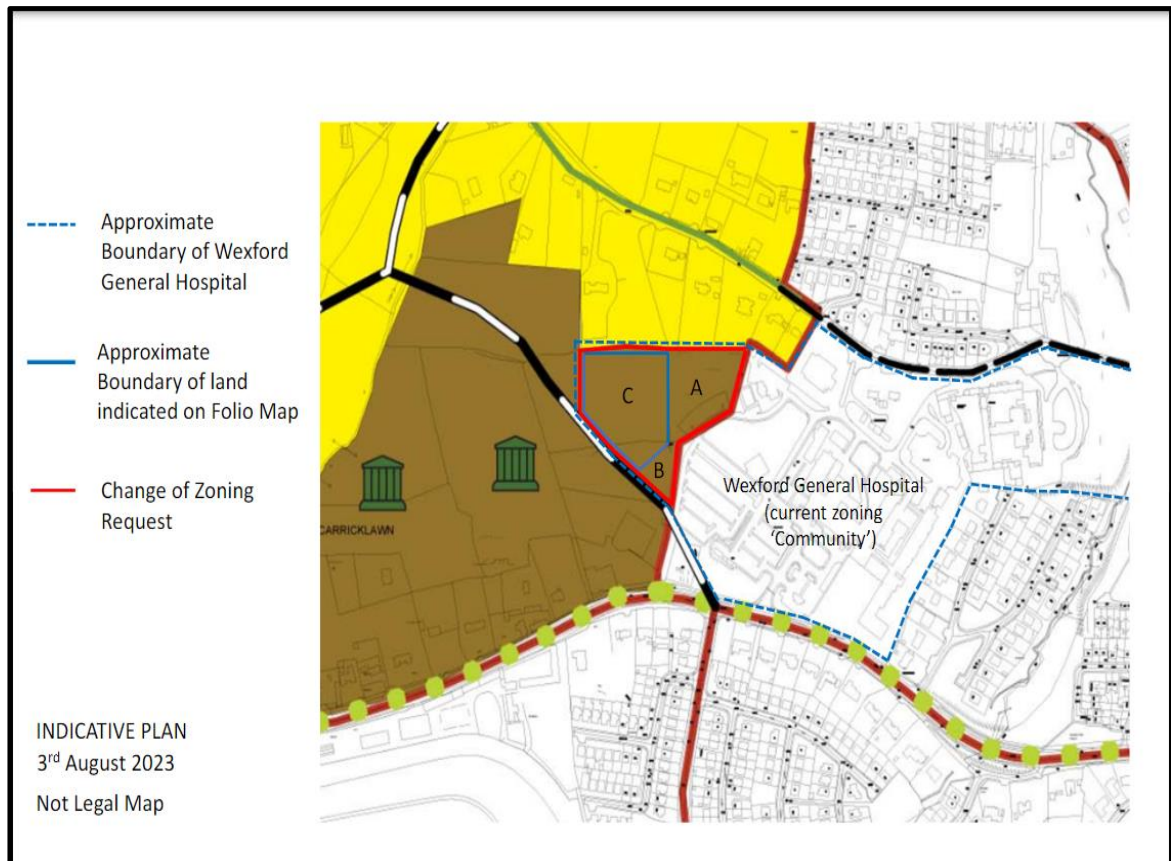 Approximate
Boundary of Wexford
General Hospital
Approximate
Boundary of land
indicated on Folio Map
Change of Zoning
Request
INDICATIVE PLAN
3rd August 2023
Not Legal Map
A
C
B
Wexford General Hospital
(current zoning
‘Community’)
CARRICKLAWN